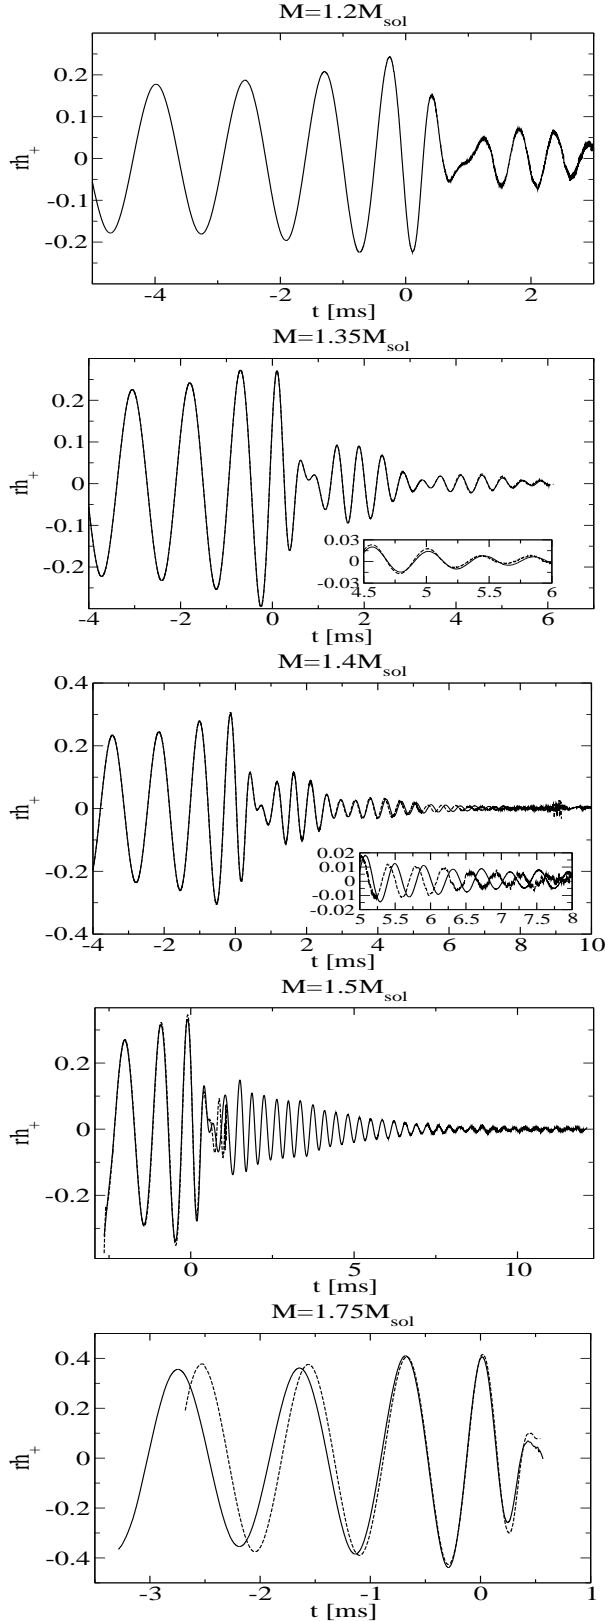 M=1.2M_sol
0.2
0.1
0
-0.1
-0.2
rh_+
-4 -2 0 2
t [ms]
M=1.35M_sol
0.2
0.1
0
-0.1
-0.2
rh_+
0.03
0
-0.03
4.5 5 5.5 6
-4 -2 0 2 4 6
t [ms]
M=1.4M_sol
0.4
0.2
0
-0.2
-0.4
rh_+
0.02
0.01
0
-0.01
-0.02
5 5.5 6 6.5 7 7.5 8
-4 -2 0 2 4 6 8 10
t [ms]
M=1.5M_sol
0.2
0
-0.2
rh_+
0 5 10
t [ms]
M=1.75M_sol
0.4
0.2
0
-0.2
-0.4
rh_+
-3 -2 -1 0 1
t [ms]